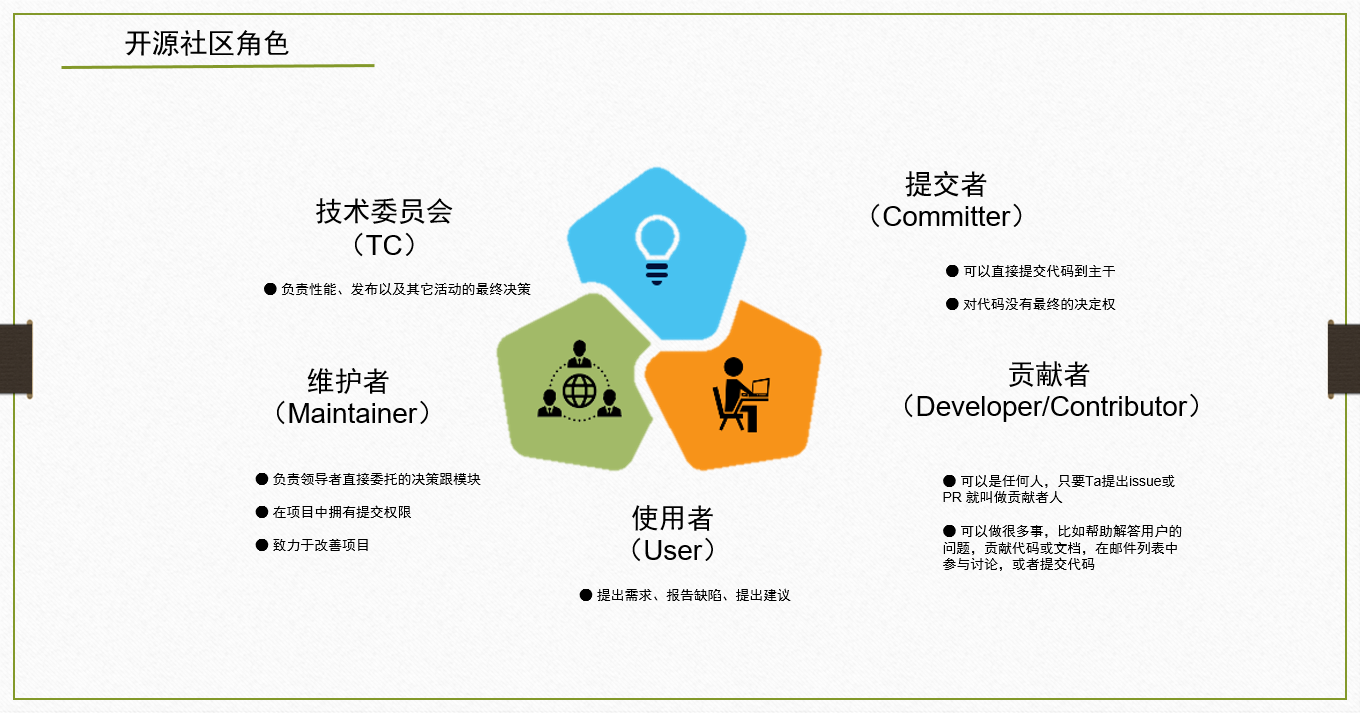 开源社区角色
技术委员会
（TC）
● 负责性能、发布以及其它活动的最终决策
维护者
（Maintainer）
● 负责领导者直接委托的决策跟模块
● 在项目中拥有提交权限
● 致力于改善项目
使用者
（User）
● 提出需求、报告缺陷、提出建议
提交者
（Committer）
● 可以直接提交代码到主干
● 对代码没有最终的决定权
贡献者
（Developer/Contributor）
● 可以是任何人，只要Ta提出issue或
PR 就叫做贡献者人
● 可以做很多事，比如帮助解答用户的
问题，贡献代码或文档，在邮件列表中
参与讨论，或者提交代码